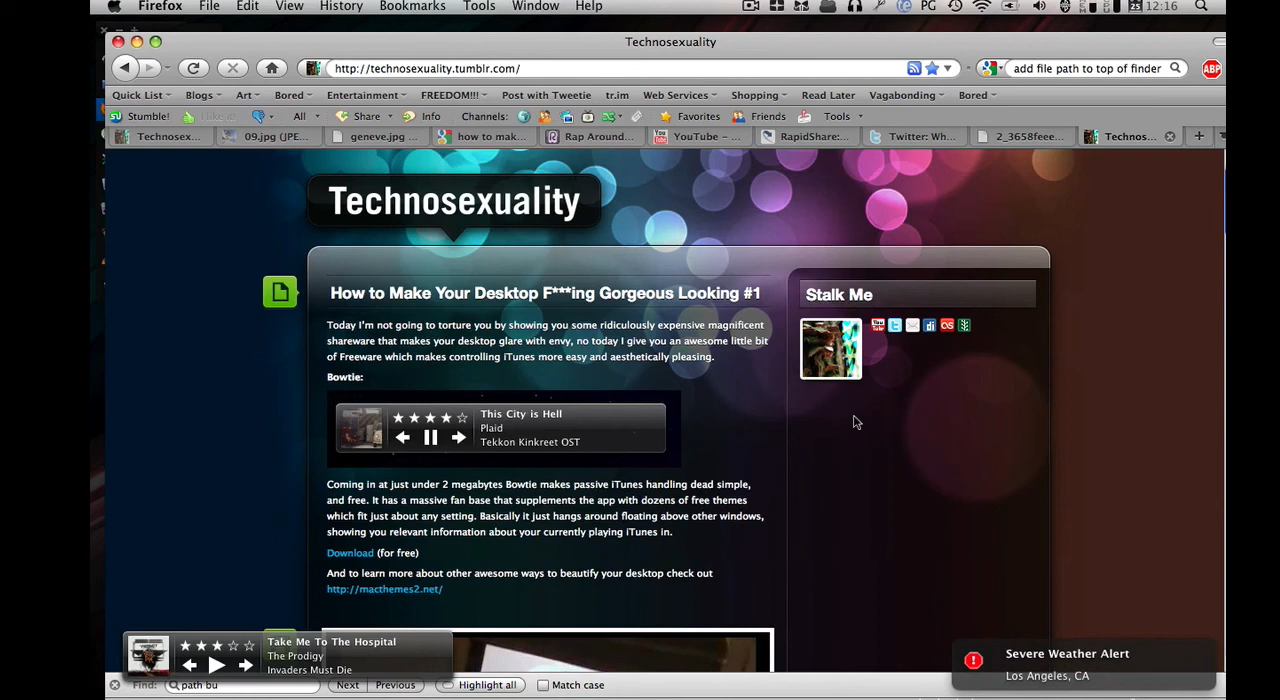 Firefox File Edit View History Bookmarks Tools Window Help PG 12:16
Technosexuality
http://technosexuality.tumblr.com/ add file path to top of finder ABP
Quick List Blogs Art Bored Entertainment FREEDOM!!! Post with Tweetie tr.im Web Services Shopping Read Later Vagabonding Bored
Stumble! I like it All Share Info Channels: Favorites Friends Tools
Technosex... 09.jpg (JPE... geneve.jpg ... how to mak... Rap Around... YouTube – ... RapidShare:... Twitter: Wh... 2_3658feee... Technos...
Technosexuality
How to Make Your Desktop F***ing Gorgeous Looking #1
Today I'm not going to torture you by showing you some ridiculously expensive magnificent
shareware that makes your desktop glare with envy, no today I give you an awesome little bit
of Freeware which makes controlling iTunes more easy and aesthetically pleasing.
Bowtie:
This City is Hell
Plaid
Tekkon Kinkreet OST
Coming in at just under 2 megabytes Bowtie makes passive iTunes handling dead simple,
and free. It has a massive fan base that supplements the app with dozens of free themes
which fit just about any setting. Basically it just hangs around floating above other windows,
showing you relevant information about your currently playing iTunes in.
Download (for free)
And to learn more about other awesome ways to beautify your desktop check out
http://macthemes2.net/
Stalk Me
Take Me To The Hospital
The Prodigy
Invaders Must Die
Severe Weather Alert
Los Angeles, CA
Find: path bu Next Previous Highlight all Match case